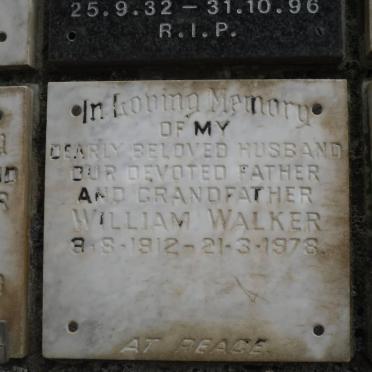 25.9.32 – 31.10.96
R.I.P.
In Loving Memory
OF MY
DEARLY BELOVED HUSBAND
OUR DEVOTED FATHER
AND GRANDFATHER
WILLIAM WALKER
8-8-1912-21-3-1978.
AT PEACE.